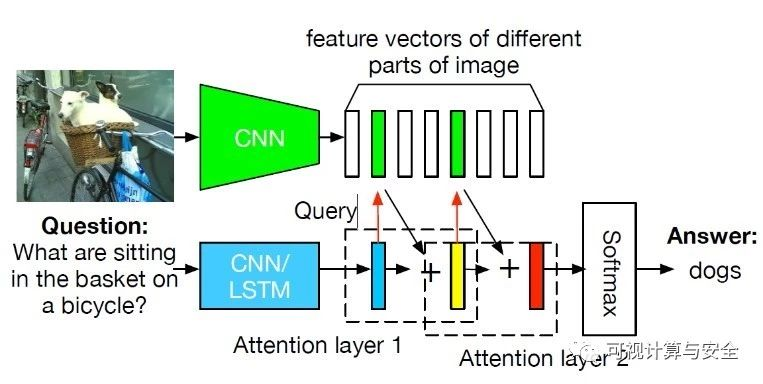 feature vectors of different
parts of image
CNN
Query
Question:
What are sitting
in the basket on
a bicycle?
CNN/
LSTM
+
+
Softmax
Answer:
dogs
Attention layer 1
Attention layer 2
可视计算与安全